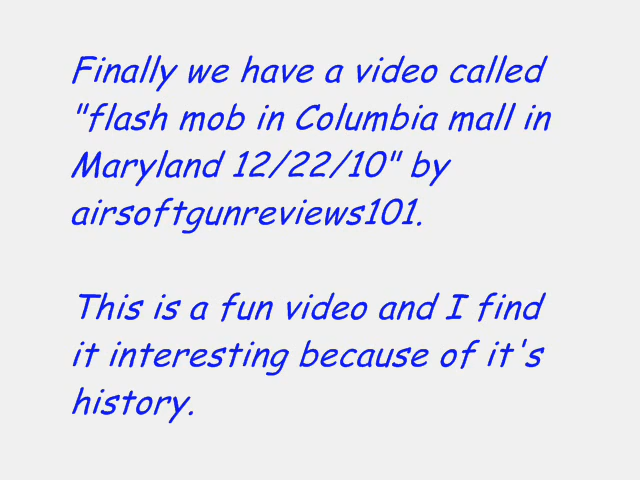 Finally we have a video called
"flash mob in Columbia mall in
Maryland 12/22/10" by
airsoftgunreviews101.
This is a fun video and I find
it interesting because of it's
history.